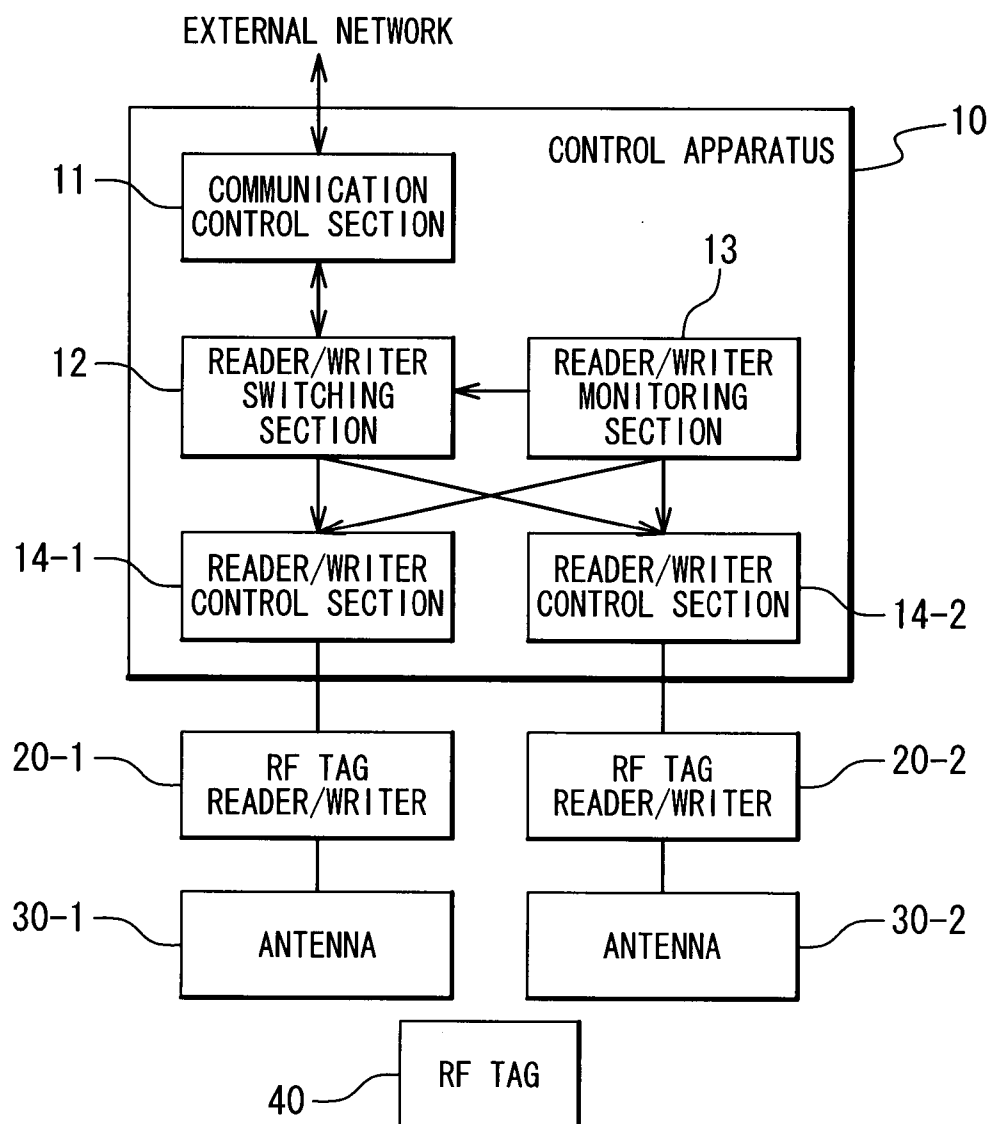 EXTERNAL NETWORK
CONTROL APPARATUS
10
11
COMMUNICATION
CONTROL SECTION
13
12
READER/WRITER
SWITCHING
SECTION
READER/WRITER
MONITORING
SECTION
14-1
READER/WRITER
CONTROL SECTION
READER/WRITER
CONTROL SECTION
14-2
20-1
RF TAG
READER/WRITER
RF TAG
READER/WRITER
20-2
30-1
ANTENNA
ANTENNA
30-2
RF TAG
40